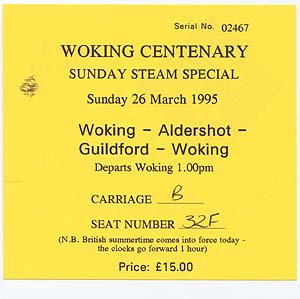 Serial No. 02467
WOKING CENTENARY
SUNDAY STEAM SPECIAL
Sunday 26 March 1995
Woking – Aldershot –
Guildford – Woking
Departs Woking 1.00pm
CARRIAGE B
SEAT NUMBER 32F
(N.B. British summertime comes into force today -
the clocks go forward 1 hour)
Price: £15.00